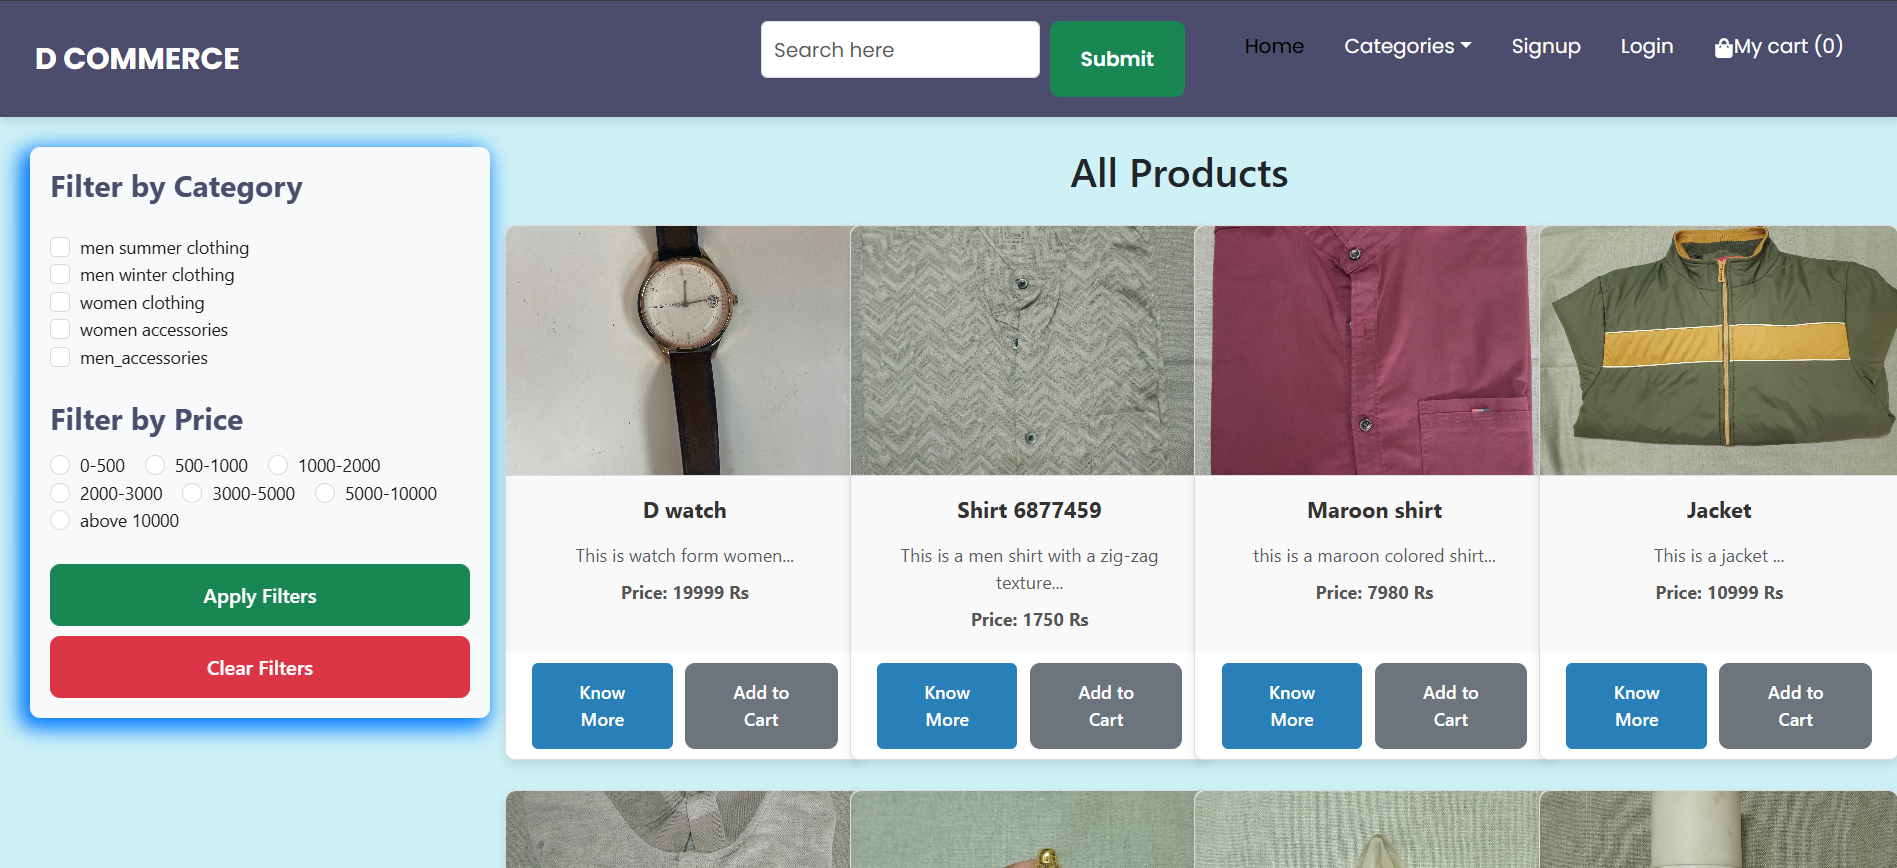 D COMMERCE
Search here
Submit
Home
Categories
Signup
Login
My cart (0)
Filter by Category
men summer clothing
men winter clothing
women clothing
women accessories
men_accessories
Filter by Price
0-500 500-1000 1000-2000
2000-3000 3000-5000 5000-10000
above 10000
Apply Filters
Clear Filters
All Products
D watch
This is watch form women...
Price: 19999 Rs
Know
More
Add to
Cart
Shirt 6877459
This is a men shirt with a zig-zag
texture...
Price: 1750 Rs
Know
More
Add to
Cart
Maroon shirt
this is a maroon colored shirt...
Price: 7980 Rs
Know
More
Add to
Cart
Jacket
This is a jacket ...
Price: 10999 Rs
Know
More
Add to
Cart